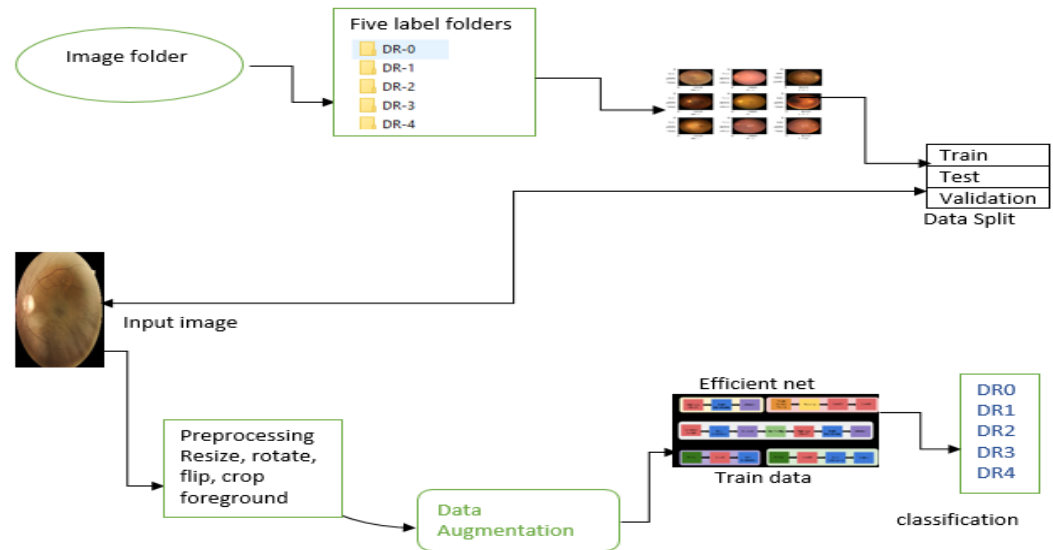 Image folder
Five label folders
DR-0
DR-1
DR-2
DR-3
DR-4
Train
Test
Validation
Data Split
Input image
Preprocessing
Resize, rotate,
flip, crop
foreground
Data
Augmentation
Efficient net
Train data
DR0
DR1
DR2
DR3
DR4
classification